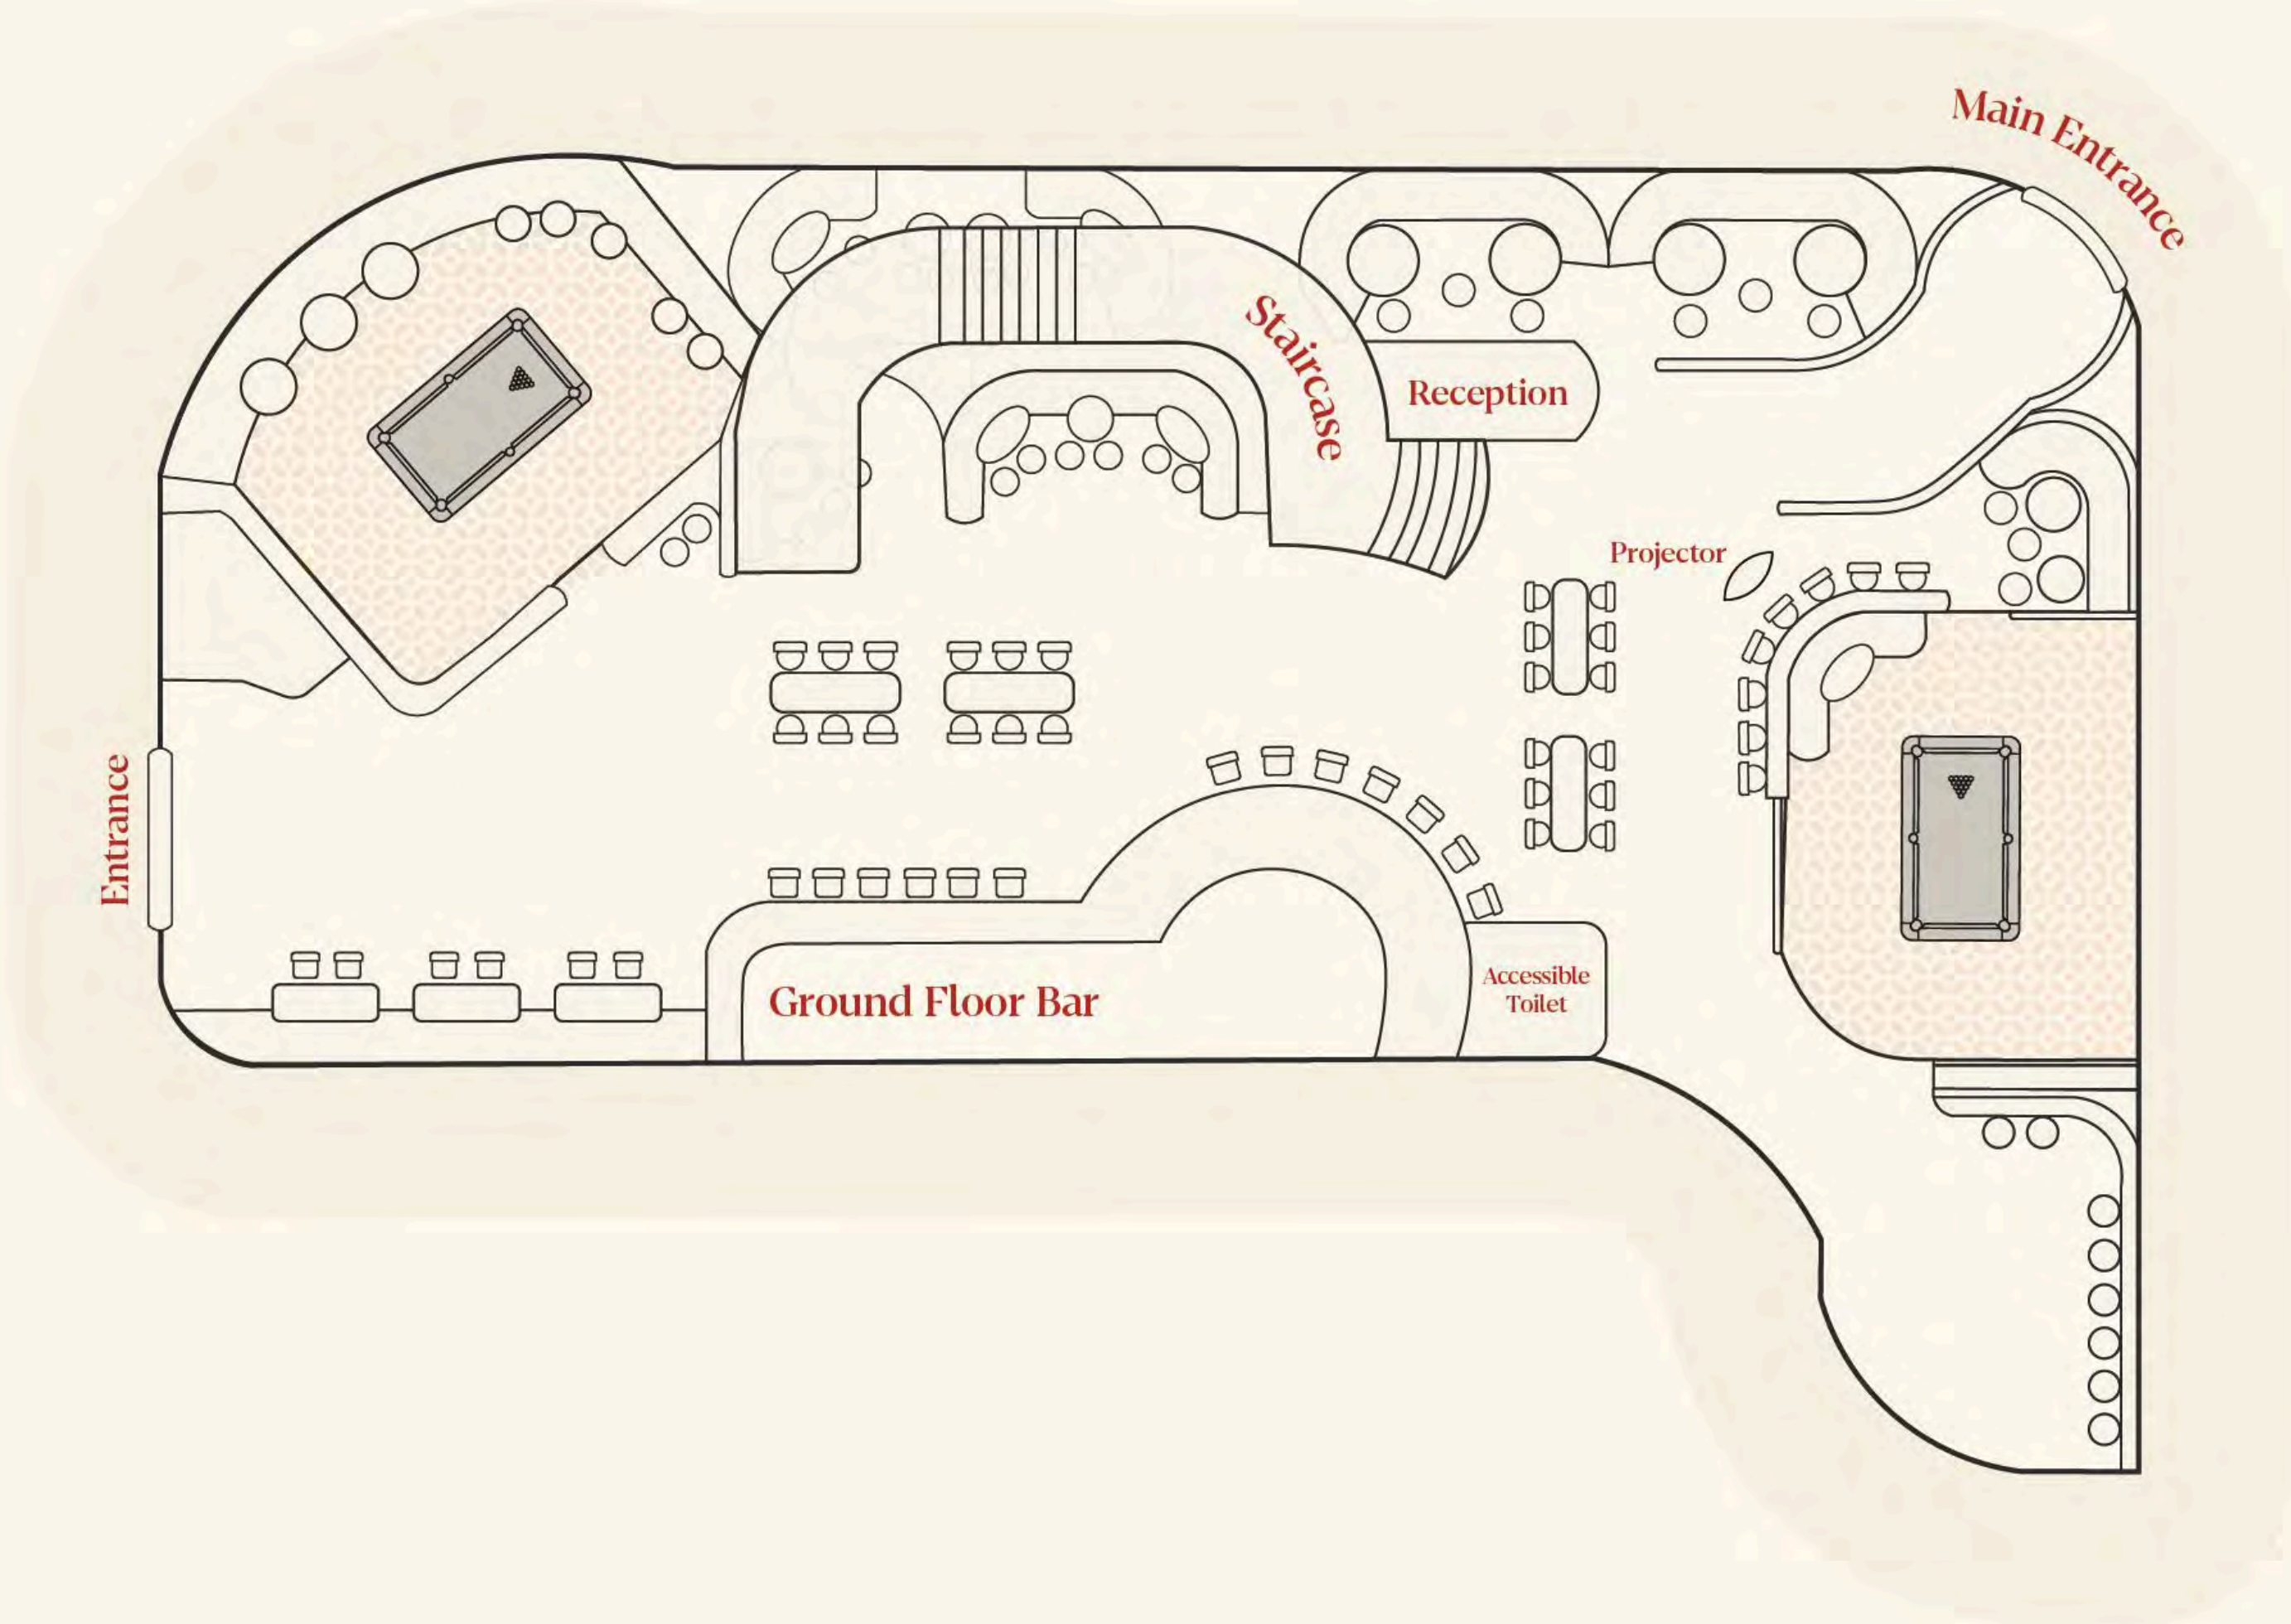 Main Entrance
Staircase
Reception
Projector
Entrance
Ground Floor Bar
Accessible
Toilet